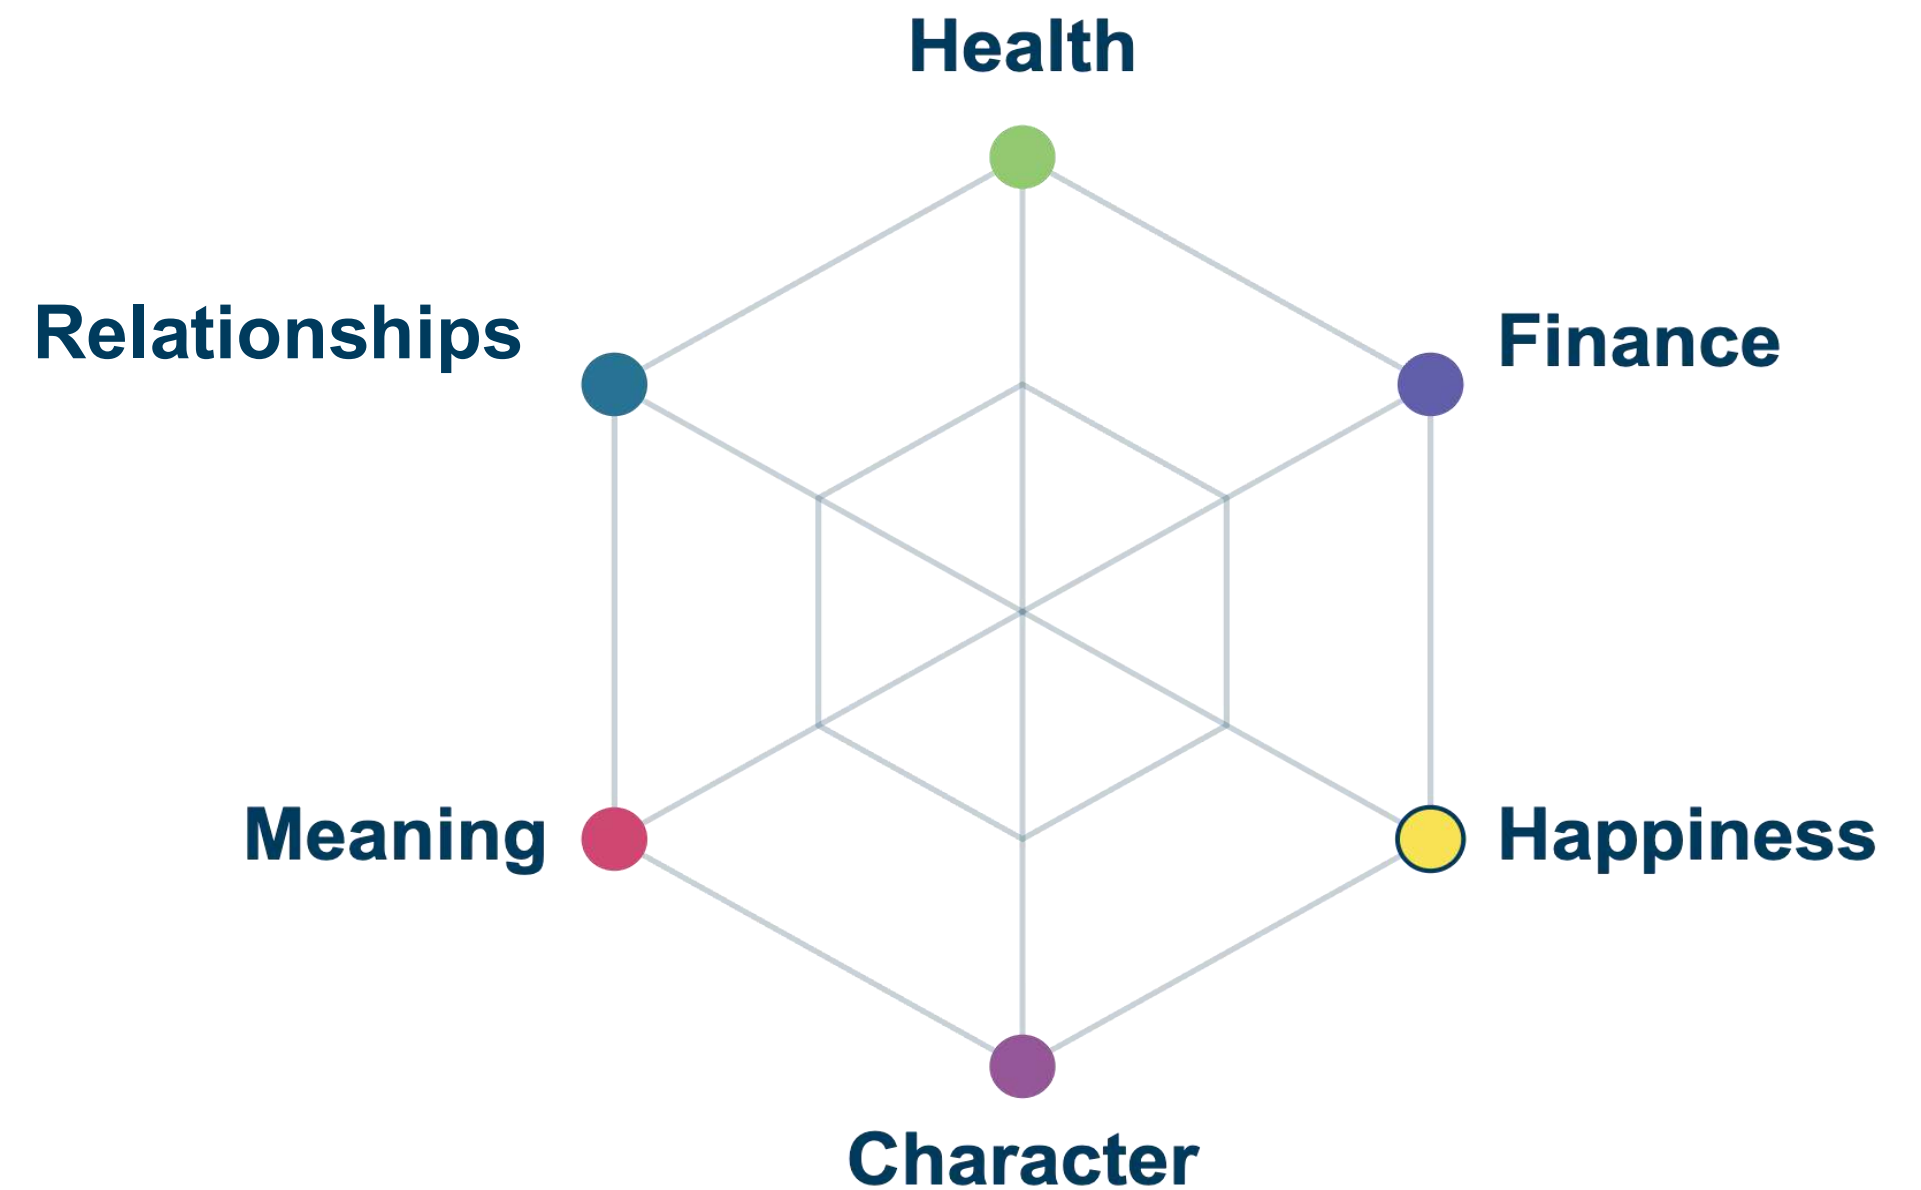 Health
Relationships
Finance
Meaning
Happiness
Character